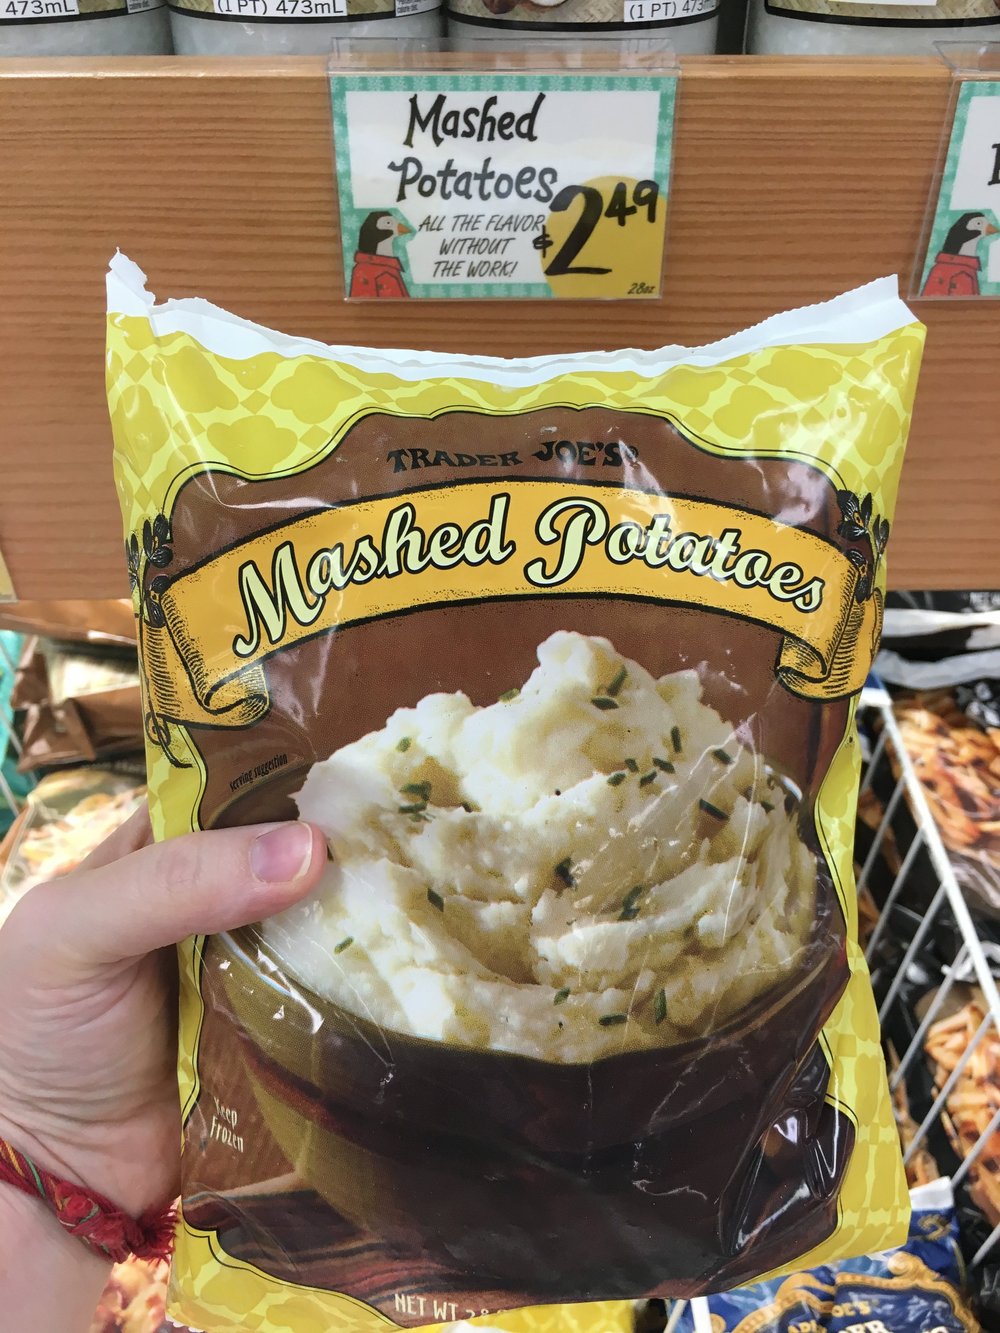 473mL
(1 PT) 473mL
(1 PT) 473m
Mashed
Potatoes
ALL THE FLAVOR
WITHOUT
THE WORK!
& 2.49
28oz
TRADER JOE'S®
Mashed Potatoes
serving suggestion
Keep
Frozen
NET WT